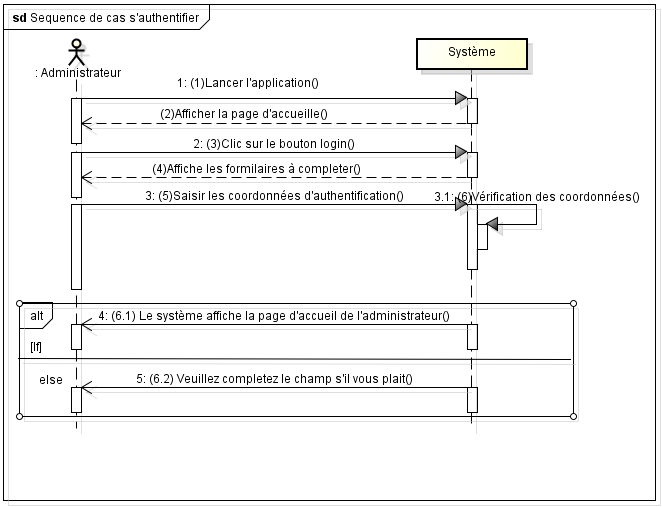 sd Sequence de cas s'authentifier
Système
: Administrateur
1: (1)Lancer l'application()
(2)Afficher la page d'accueille()
2: (3)Clic sur le bouton login()
(4)Affiche les formilaires à completer()
3: (5)Saisir les coordonnées d'authentification()
3.1: (6)Vérification des coordonnées()
alt
4: (6.1) Le système affiche la page d'accueil de l'administrateur()
[If]
else
5: (6.2) Veuillez completez le champ s'il vous plait()